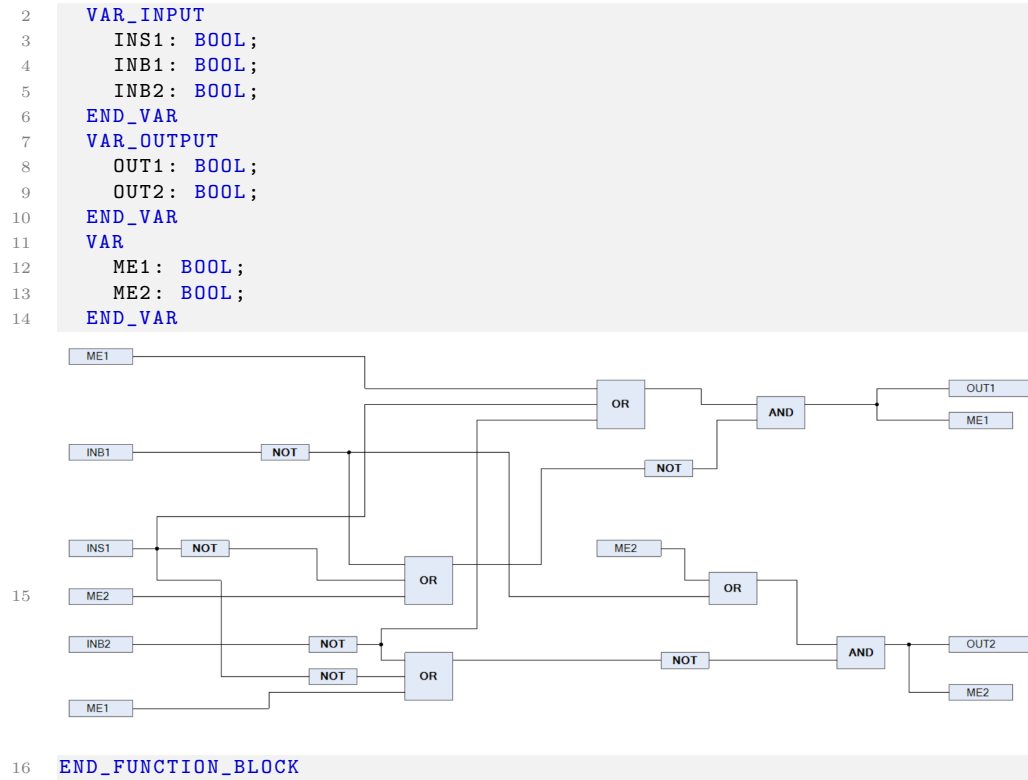 2 VAR_INPUT
3 INS1: BOOL;
4 INB1: BOOL;
5 INB2: BOOL;
6 END_VAR
7 VAR_OUTPUT
8 OUT1: BOOL;
9 OUT2: BOOL;
10 END_VAR
11 VAR
12 ME1: BOOL;
13 ME2: BOOL;
14 END_VAR
ME1
OR
OUT1
AND
ME1
INB1
NOT
NOT
INS1
NOT
ME2
OR
OR
15
ME2
INB2
NOT
OUT2
AND
NOT
NOT
OR
ME2
ME1
16 END_FUNCTION_BLOCK